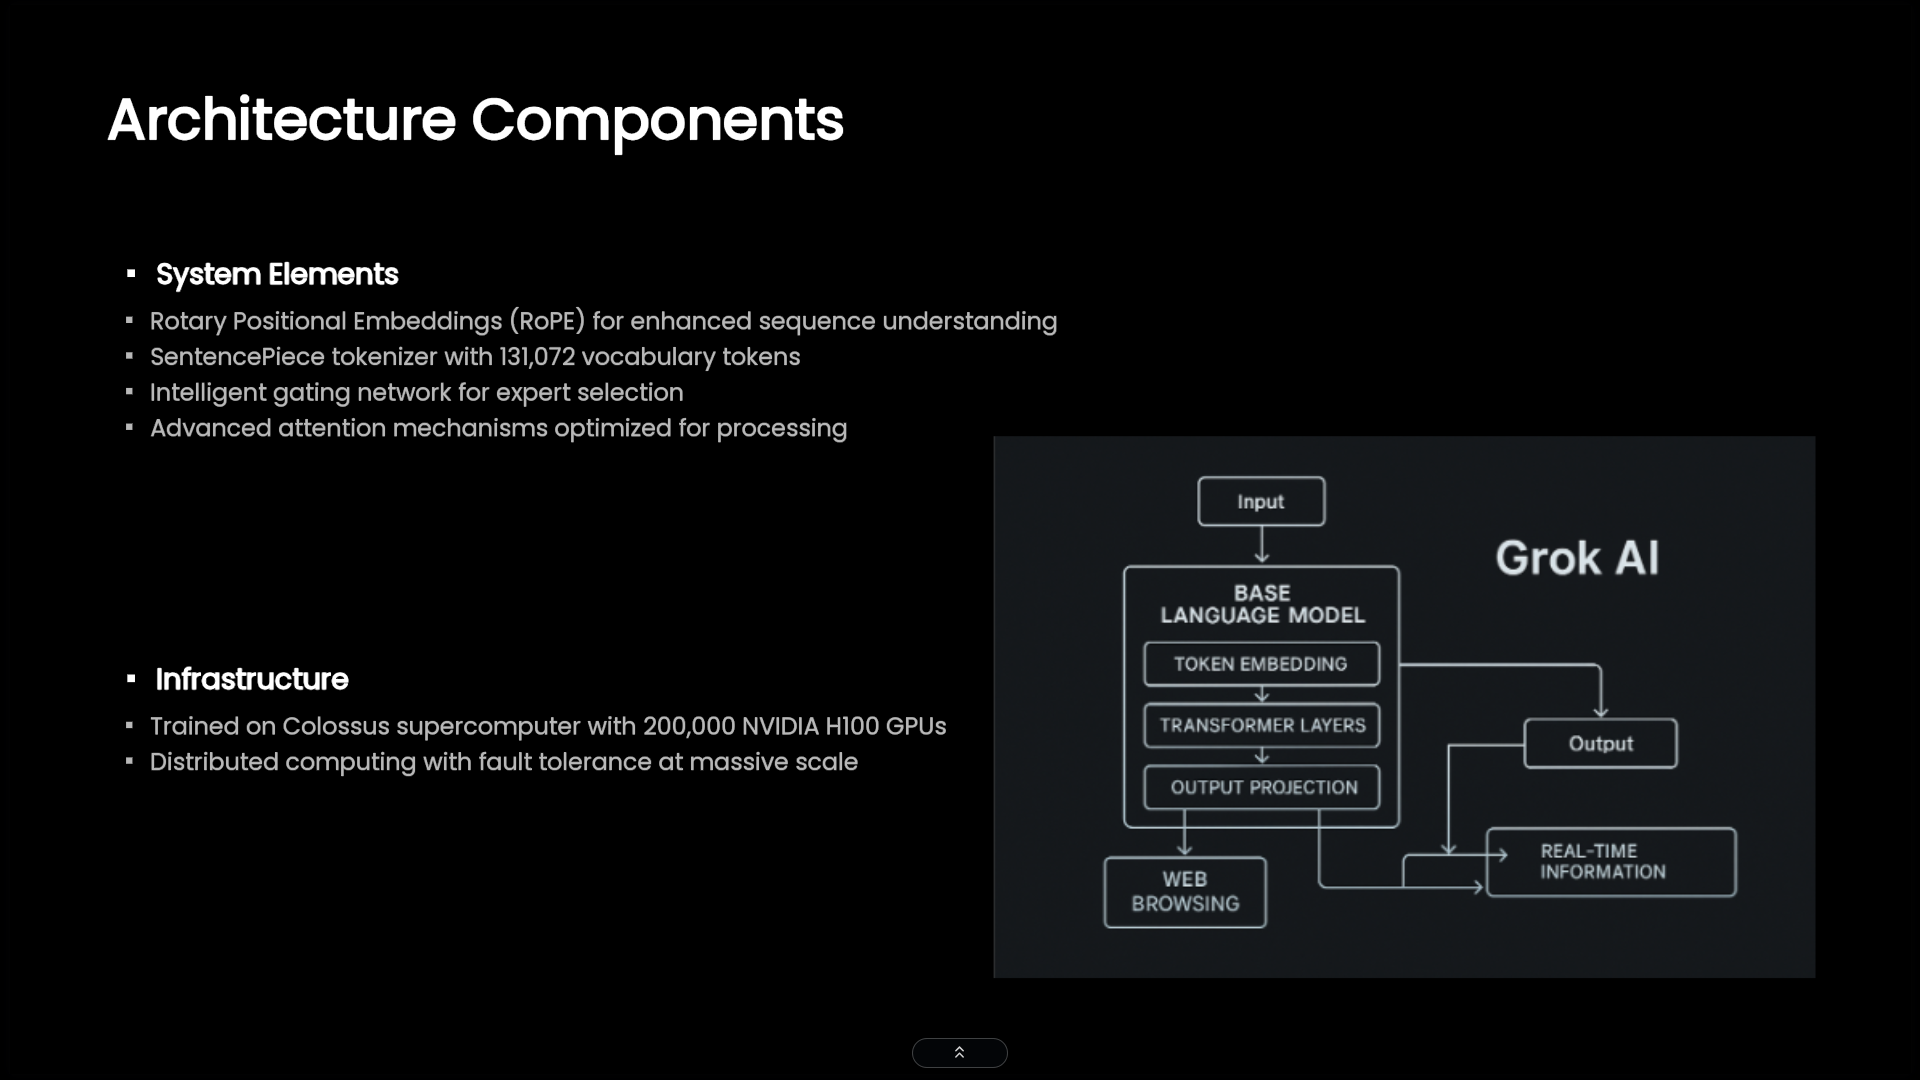 Architecture Components
System Elements
Rotary Positional Embeddings (RoPE) for enhanced sequence understanding
SentencePiece tokenizer with 131,072 vocabulary tokens
Intelligent gating network for expert selection
Advanced attention mechanisms optimized for processing
Infrastructure
Trained on Colossus supercomputer with 200,000 NVIDIA H100 GPUs
Distributed computing with fault tolerance at massive scale
Input
Grok AI
BASE
LANGUAGE MODEL
TOKEN EMBEDDING
TRANSFORMER LAYERS
OUTPUT PROJECTION
Output
WEB
BROWSING
REAL-TIME
INFORMATION